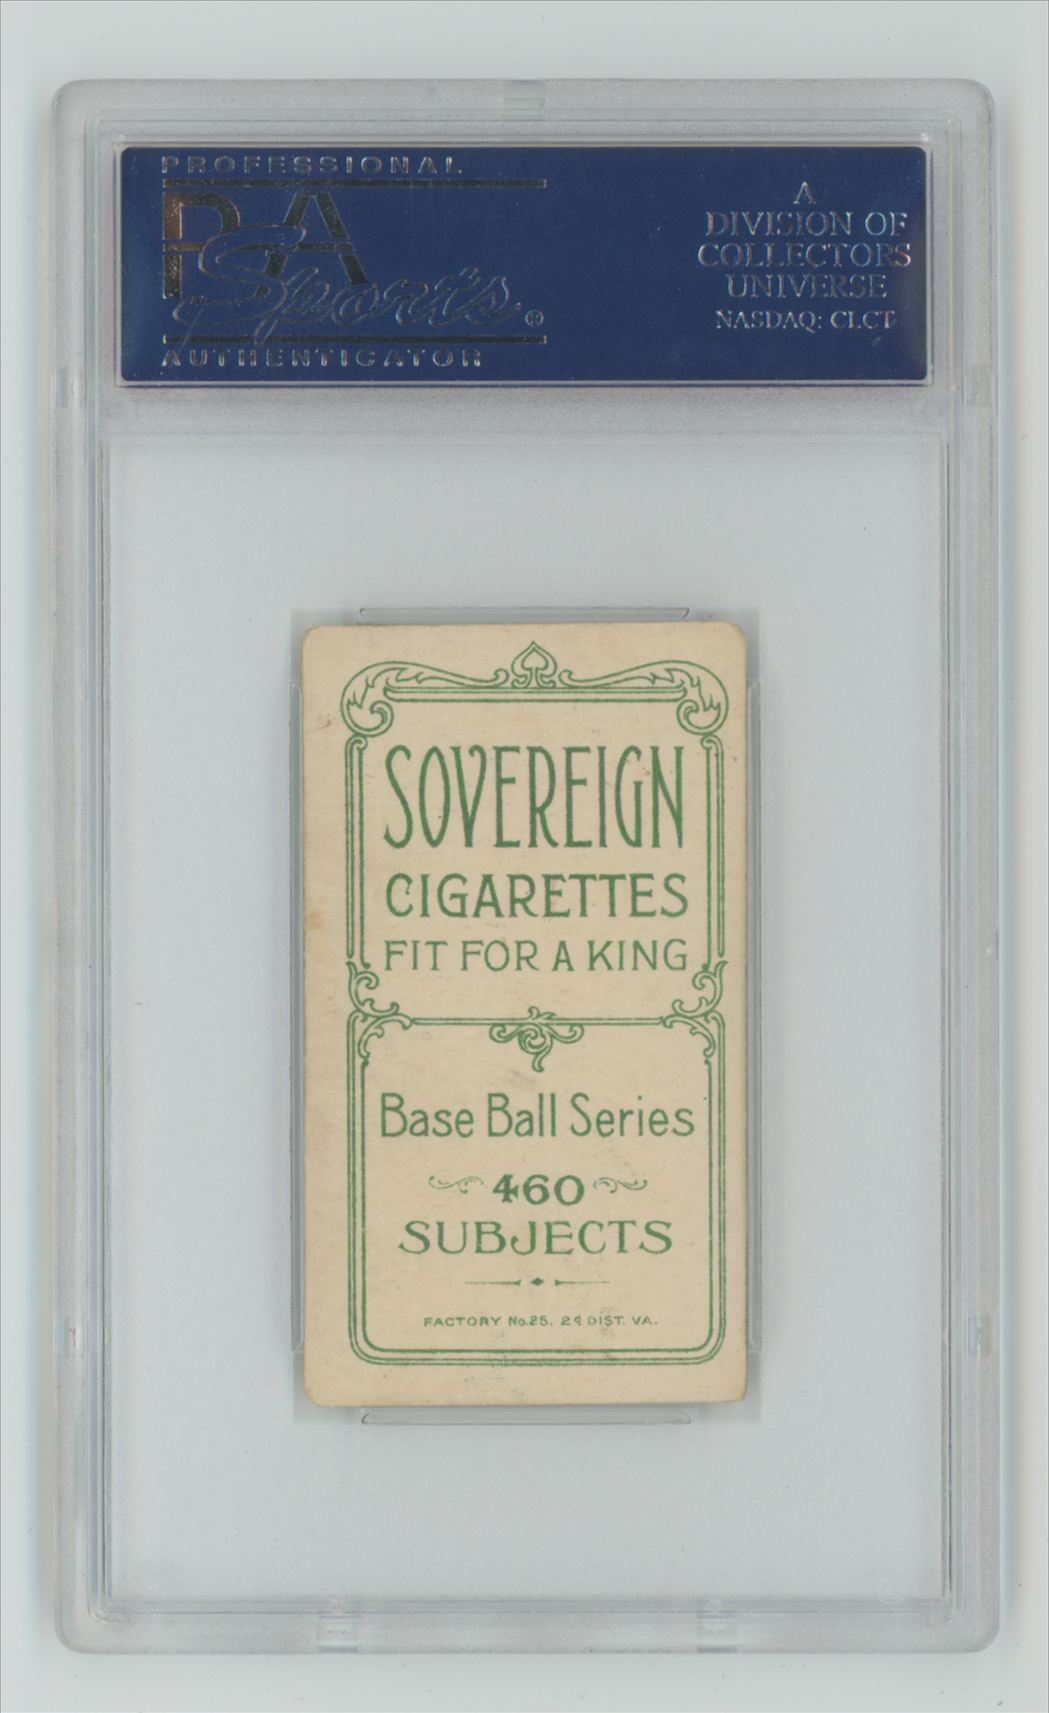 PROFESSIONAL
PSA
Sports®
AUTHENTICATOR
A
DIVISION OF
COLLECTORS
UNIVERSE
NASDAQ: CLCT
SOVEREIGN
CIGARETTES
FIT FOR A KING
Base Ball Series
460
SUBJECTS
FACTORY No. 25, 2d DIST. VA.